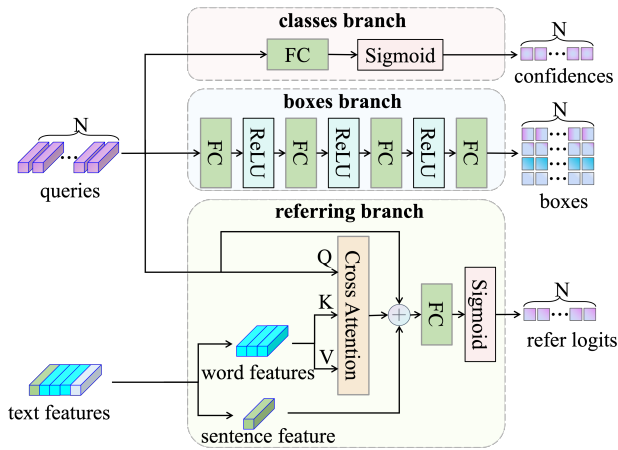 classes branch
FC
Sigmoid
N
confidences
boxes branch
N
queries
FC
ReLU
FC
ReLU
FC
ReLU
FC
N
boxes
referring branch
Q
K
V
Cross Attention
+
FC
Sigmoid
N
refer logits
word features
text features
sentence feature